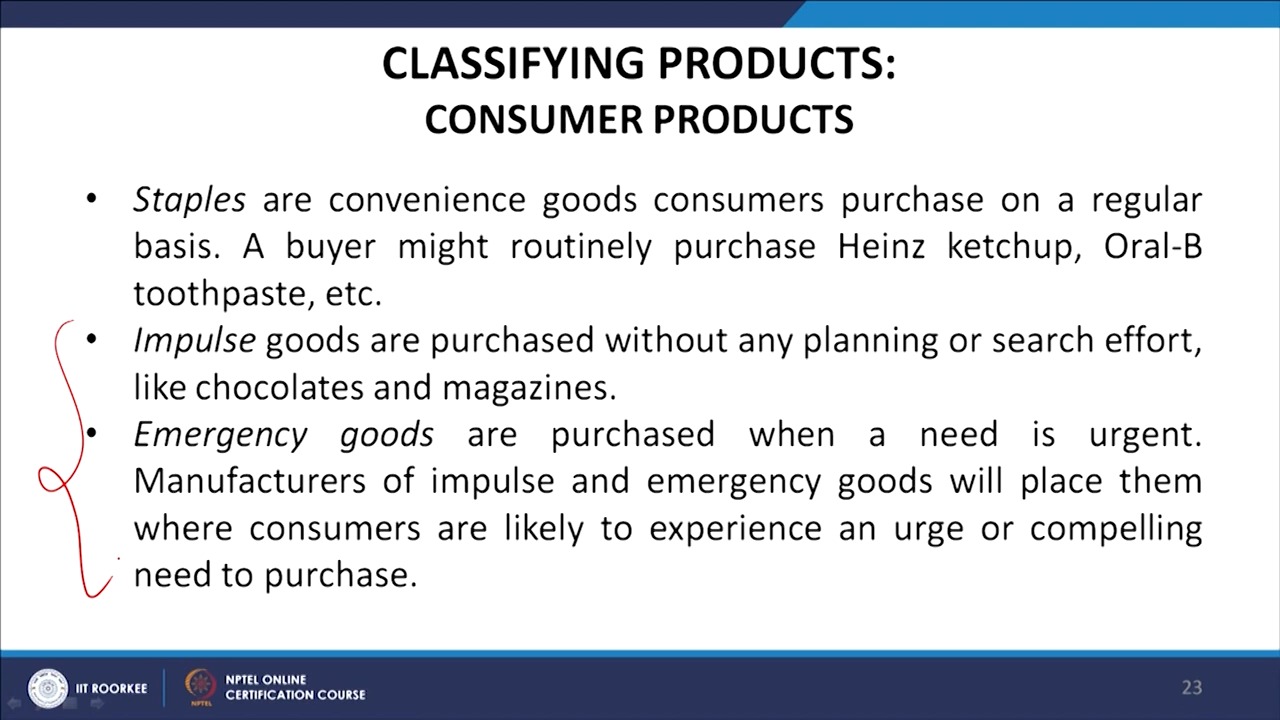 CLASSIFYING PRODUCTS:
CONSUMER PRODUCTS
• Staples are convenience goods consumers purchase on a regular
basis. A buyer might routinely purchase Heinz ketchup, Oral-B
toothpaste, etc.
• Impulse goods are purchased without any planning or search effort,
like chocolates and magazines.
• Emergency goods are purchased when a need is urgent.
Manufacturers of impulse and emergency goods will place them
where consumers are likely to experience an urge or compelling
need to purchase.
IIT ROORKEE
NPTEL
NPTEL ONLINE
CERTIFICATION COURSE
23